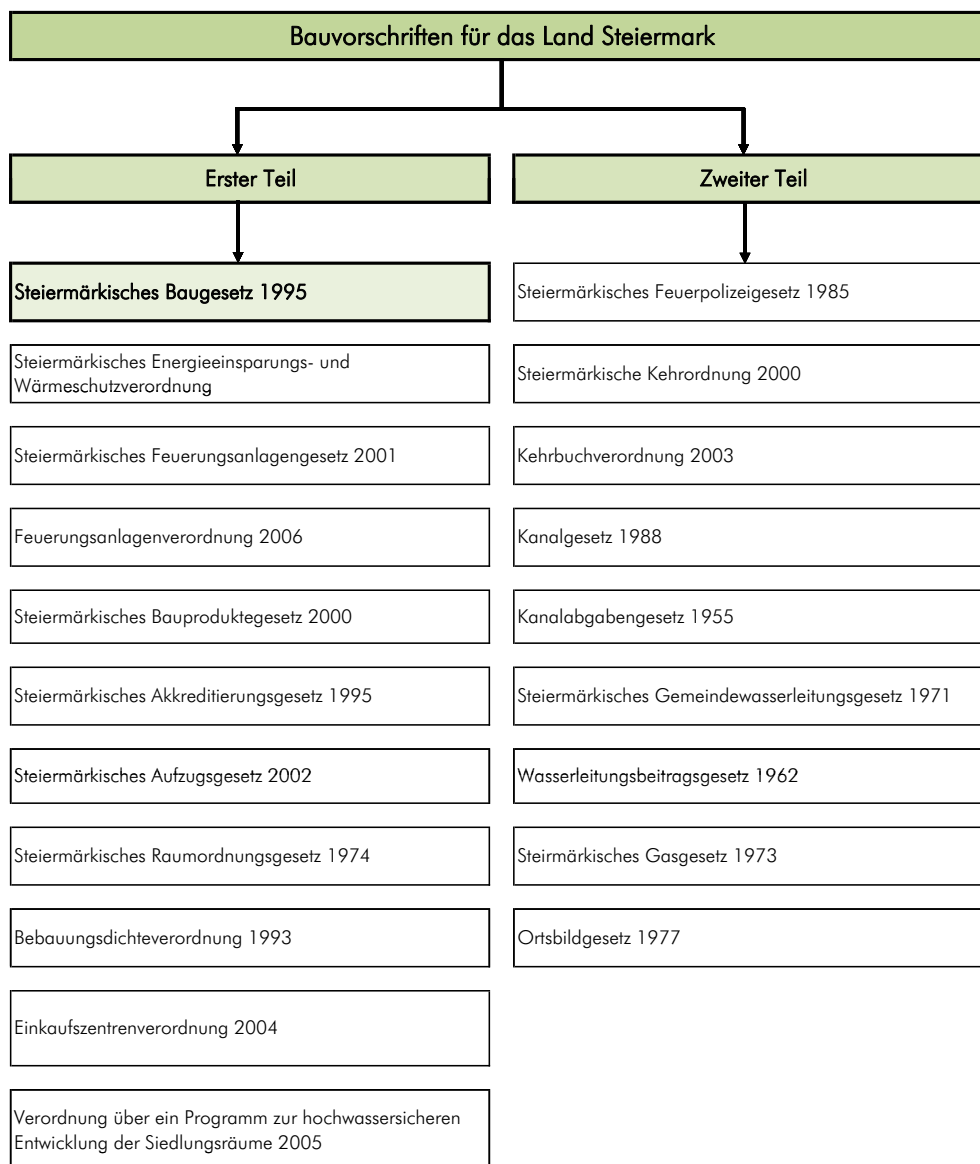 Bauvorschriften für das Land Steiermark
Erster Teil
Steiermärkisches Baugesetz 1995
Steiermärkisches Energieeinsparungs- und
Wärmeschutzverordnung
Steiermärkisches Feuerungsanlagengesetz 2001
Feuerungsanlagenverordnung 2006
Steiermärkisches Bauproduktegesetz 2000
Steiermärkisches Akkreditierungsgesetz 1995
Steiermärkisches Aufzugsgesetz 2002
Steiermärkisches Raumordnungsgesetz 1974
Bebauungsdichteverordnung 1993
Einkaufszentrenverordnung 2004
Verordnung über ein Programm zur hochwassersicheren
Entwicklung der Siedlungsräume 2005
Zweiter Teil
Steiermärkisches Feuerpolizeigesetz 1985
Steiermärkische Kehrordnung 2000
Kehrbuchverordnung 2003
Kanalgesetz 1988
Kanalabgabengesetz 1955
Steiermärkisches Gemeindewasserleitungsgesetz 1971
Wasserleitungsbeitragsgesetz 1962
Steirmärkisches Gasgesetz 1973
Ortsbildgesetz 1977